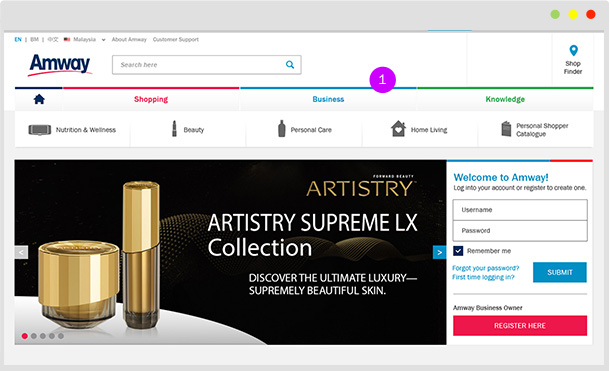 EN | BM | 中文 Malaysia About Amway Customer Support
Amway
Search here
Shop
Finder
1
Shopping Business Knowledge
Nutrition & Wellness Beauty Personal Care Home Living Personal Shopper
Catalogue
FORWARD BEAUTY
ARTISTRY
ARTISTRY SUPREME LX
Collection
DISCOVER THE ULTIMATE LUXURY—
SUPREMELY BEAUTIFUL SKIN.
< >
Welcome to Amway!
Log into your account or register to create one.
Username
Password
Remember me
Forgot your password?
First time logging in?
SUBMIT
Amway Business Owner
REGISTER HERE